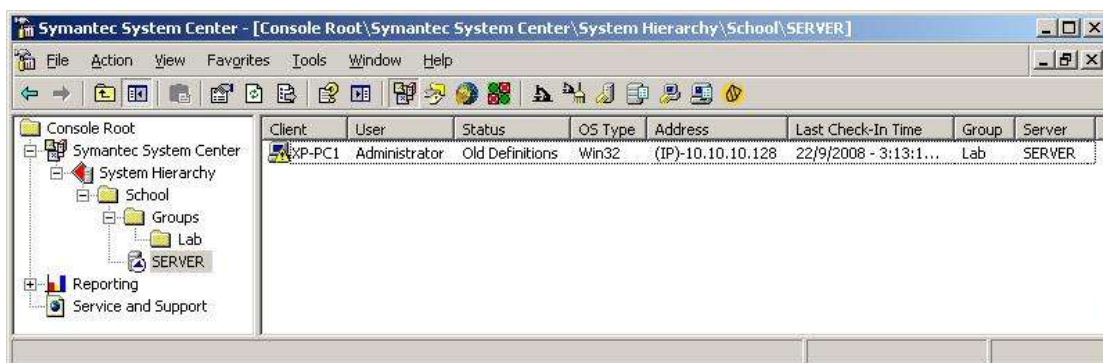 Symantec System Center - [Console Root\Symantec System Center\System Hierarchy\School\SERVER]
File Action View Favorites Tools Window Help
Console Root
Symantec System Center
System Hierarchy
School
Groups
Lab
SERVER
Reporting
Service and Support
Client User Status OS Type Address Last Check-In Time Group Server
XP-PC1 Administrator Old Definitions Win32 (IP)-10.10.10.128 22/9/2008 - 3:13:1... Lab SERVER